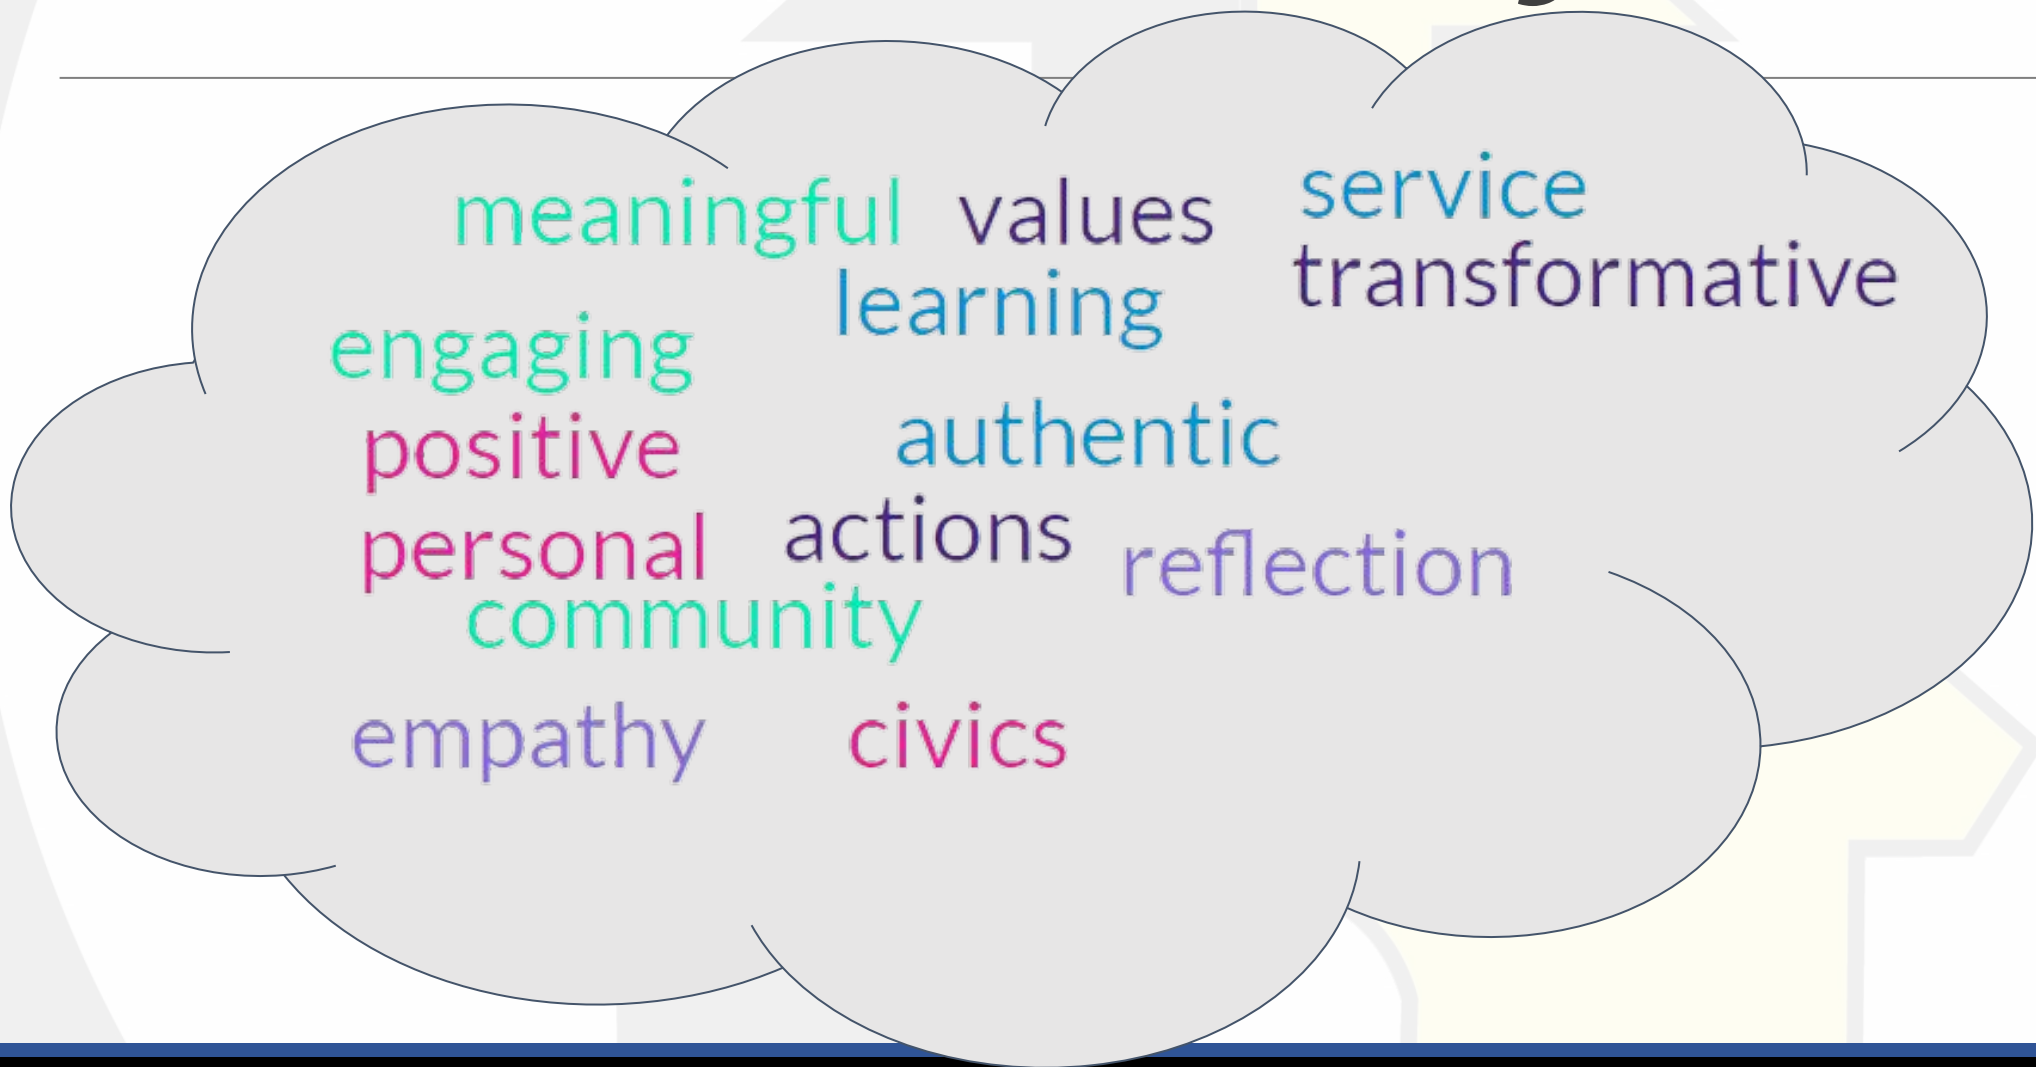 meaningful values service
transformative
learning
engaging
positive
authentic
personal
actions
reflection
community
empathy civics